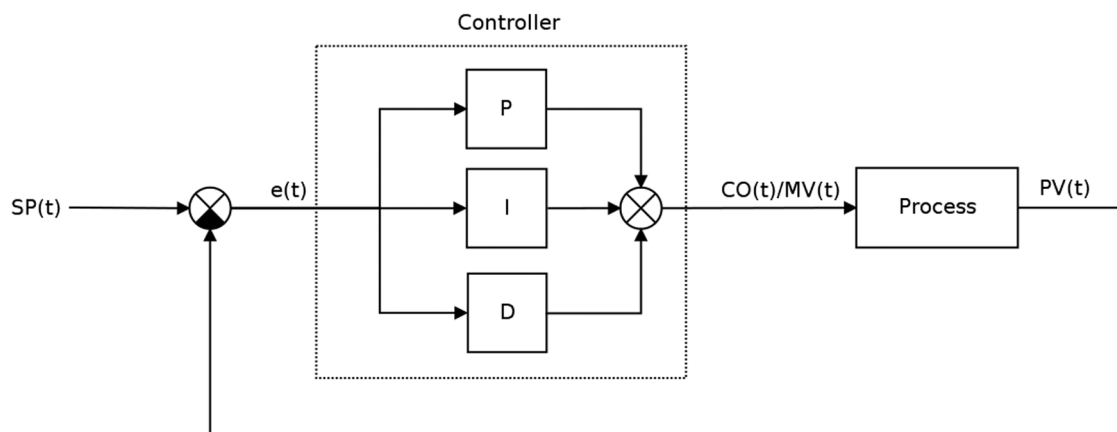 Controller
P
SP(t)
e(t)
I
CO(t)/MV(t)
Process
PV(t)
D